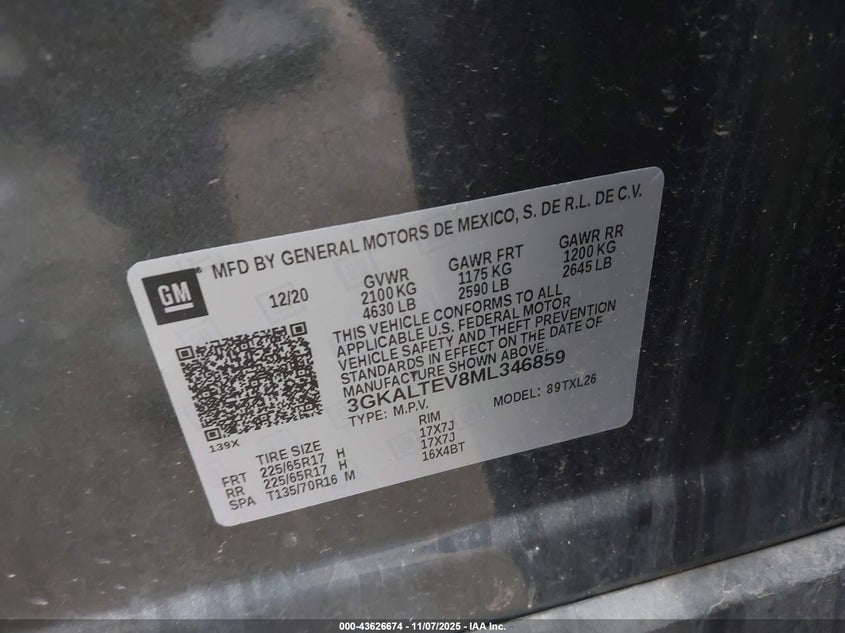 GM
®
MFD BY GENERAL MOTORS DE MEXICO, S. DE R.L. DE C.V.
12/20
GVWR
2100 KG
4630 LB
GAWR FRT
1175 KG
2590 LB
GAWR RR
1200 KG
2645 LB
THIS VEHICLE CONFORMS TO ALL
APPLICABLE U.S. FEDERAL MOTOR
VEHICLE SAFETY AND THEFT PREVENTION
STANDARDS IN EFFECT ON THE DATE OF
MANUFACTURE SHOWN ABOVE.
3GKALTEV8ML346859
TYPE: M.P.V.
MODEL: 89TXL26
139X
TIRE SIZE RIM
FRT 225/65R17 H 17X7J
RR 225/65R17 H 17X7J
SPA T135/70R16 M 16X4BT
000-43626674 - 11/07/2025 - IAA Inc.